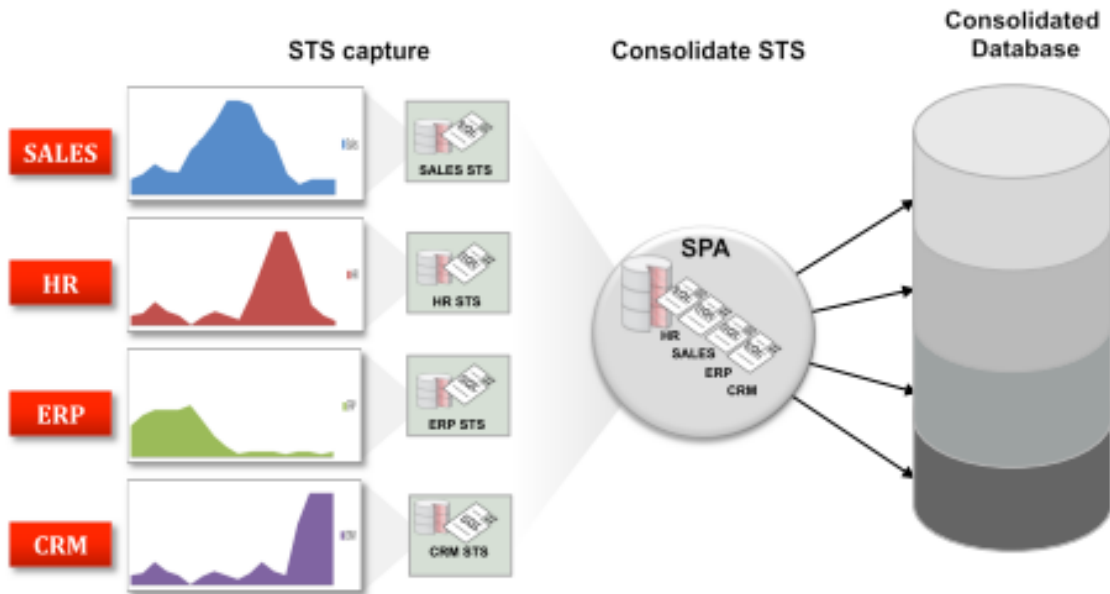 STS capture
Consolidate STS
Consolidated
Database
SALES
SALES STS
HR
HR STS
ERP
ERP STS
CRM
CRM STS
SPA
HR
SALES
ERP
CRM